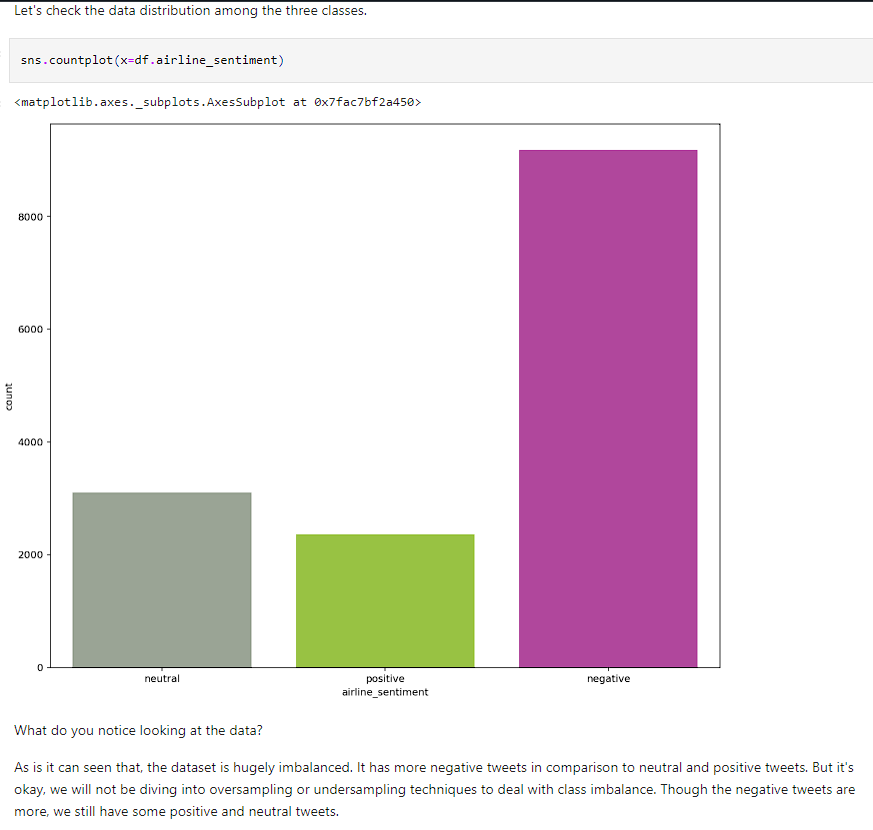 Let's check the data distribution among the three classes.
sns.countplot(x=df.airline_sentiment)
<matplotlib.axes._subplots.AxesSubplot at 0x7fac7bf2a450>
8000
6000
4000
2000
0
count
neutral positive negative
airline_sentiment
What do you notice looking at the data?
As is it can seen that, the dataset is hugely imbalanced. It has more negative tweets in comparison to neutral and positive tweets. But it's
okay, we will not be diving into oversampling or undersampling techniques to deal with class imbalance. Though the negative tweets are
more, we still have some positive and neutral tweets.